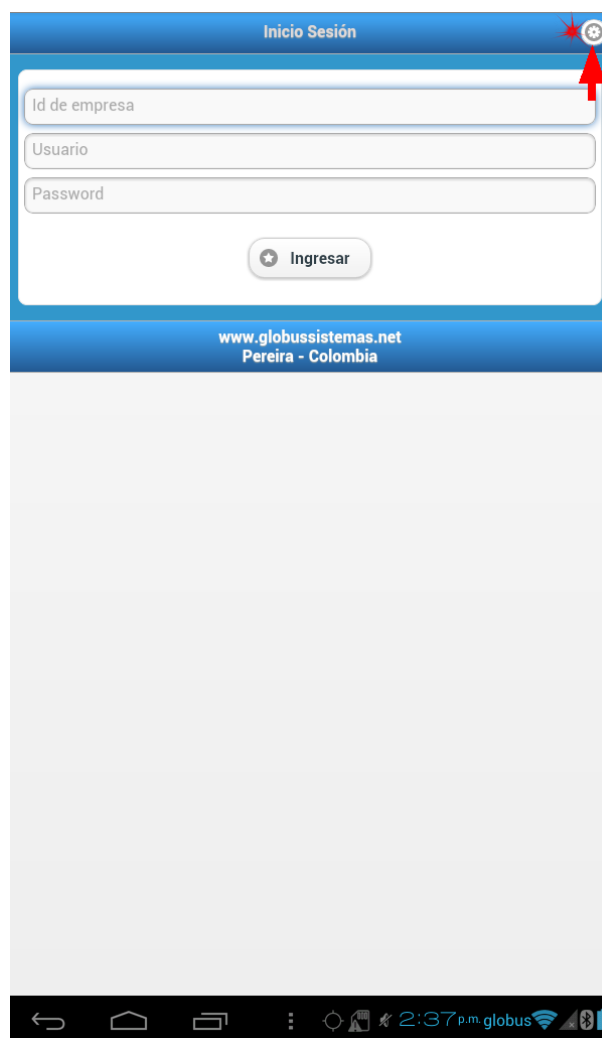 Inicio Sesión
Id de empresa
Usuario
Password
Ingresar
www.globussistemas.net
Pereira - Colombia
2:37 p.m. globus